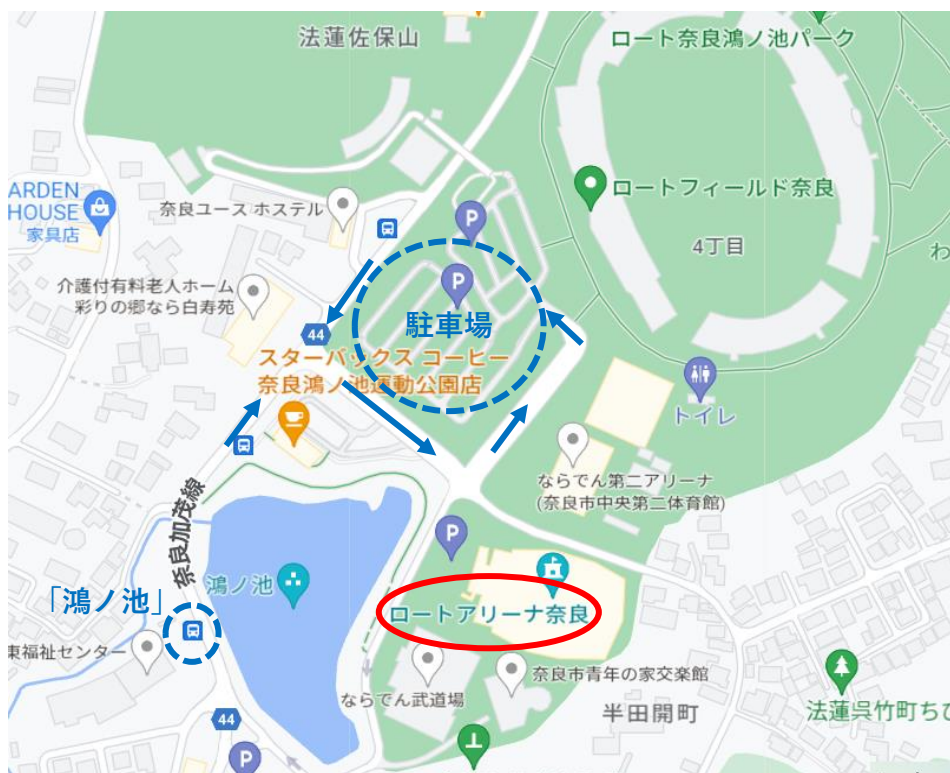 法蓮佐保山
ロート奈良鴻ノ池パーク
ARDEN
HOUSE
家具店
奈良ユース ホステル
P
ロートフィールド奈良
4丁目
わ
介護付有料老人ホーム
彩りの郷なら白寿苑
P
駐車場
44
スターバックス コーヒー
奈良鴻ノ池運動公園店
トイレ
ならでん第二アリーナ
(奈良市中央第二体育館)
奈良加茂線
P
鴻ノ池
「鴻ノ池」
ロートアリーナ奈良
東福祉センター
奈良市青年の家交楽館
ならでん武道場
半田開町
法蓮呉竹町ちび
44
P